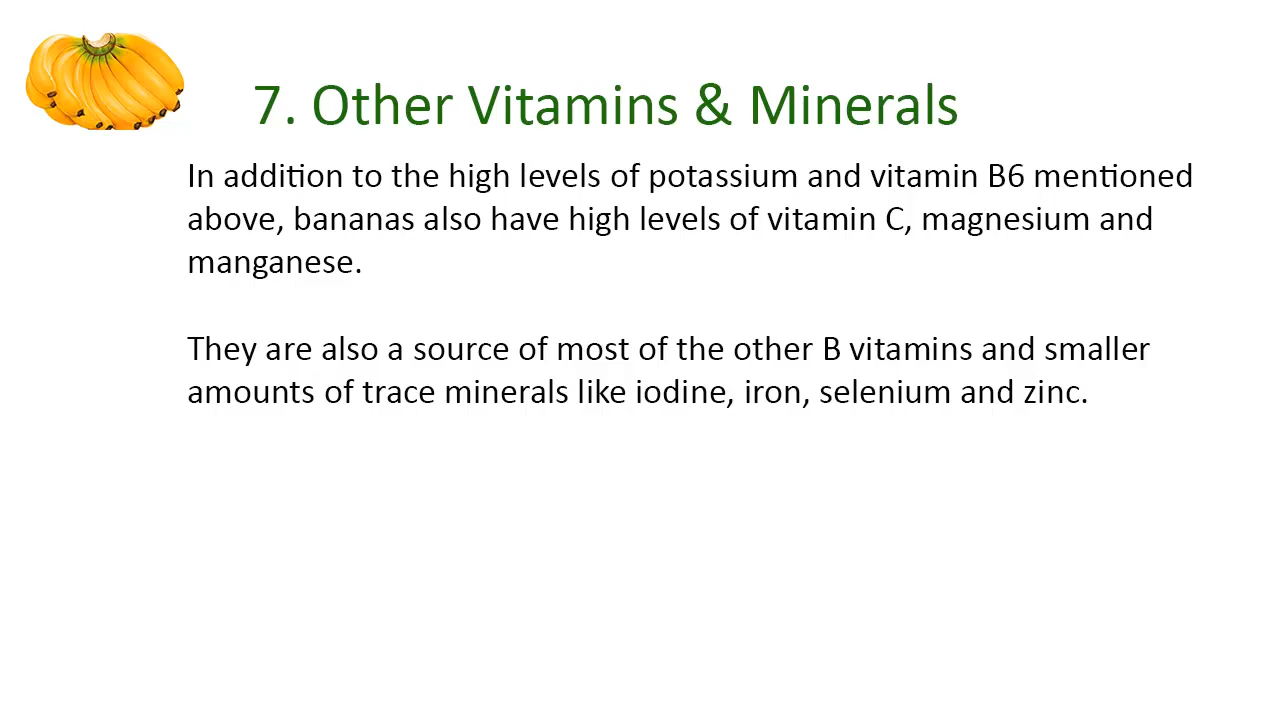 7. Other Vitamins & Minerals
In addition to the high levels of potassium and vitamin B6 mentioned
above, bananas also have high levels of vitamin C, magnesium and
manganese.
They are also a source of most of the other B vitamins and smaller
amounts of trace minerals like iodine, iron, selenium and zinc.